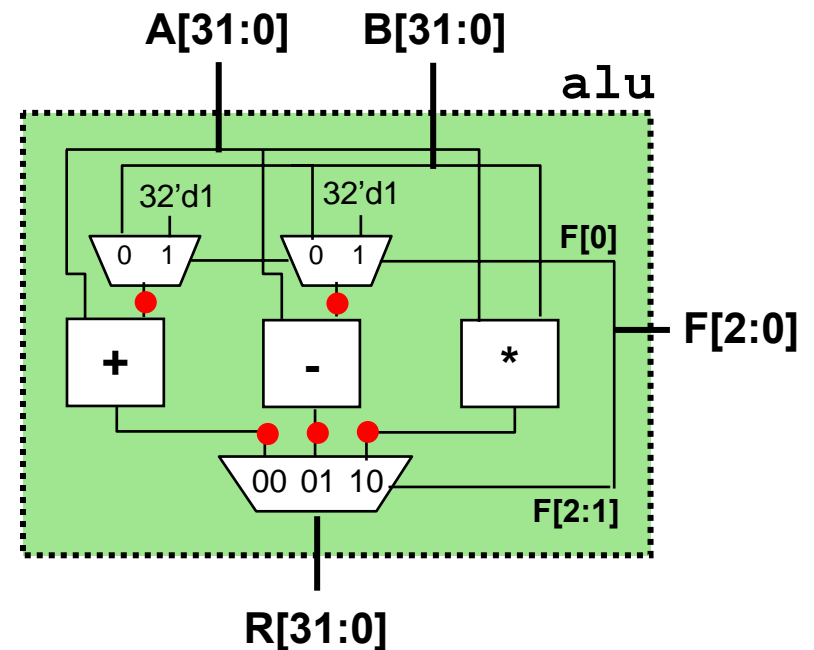 A[31:0] B[31:0]
alu
32'd1 32'd1
0 1 0 1 F[0]
F[2:0]
+ - *
00 01 10
F[2:1]
R[31:0]